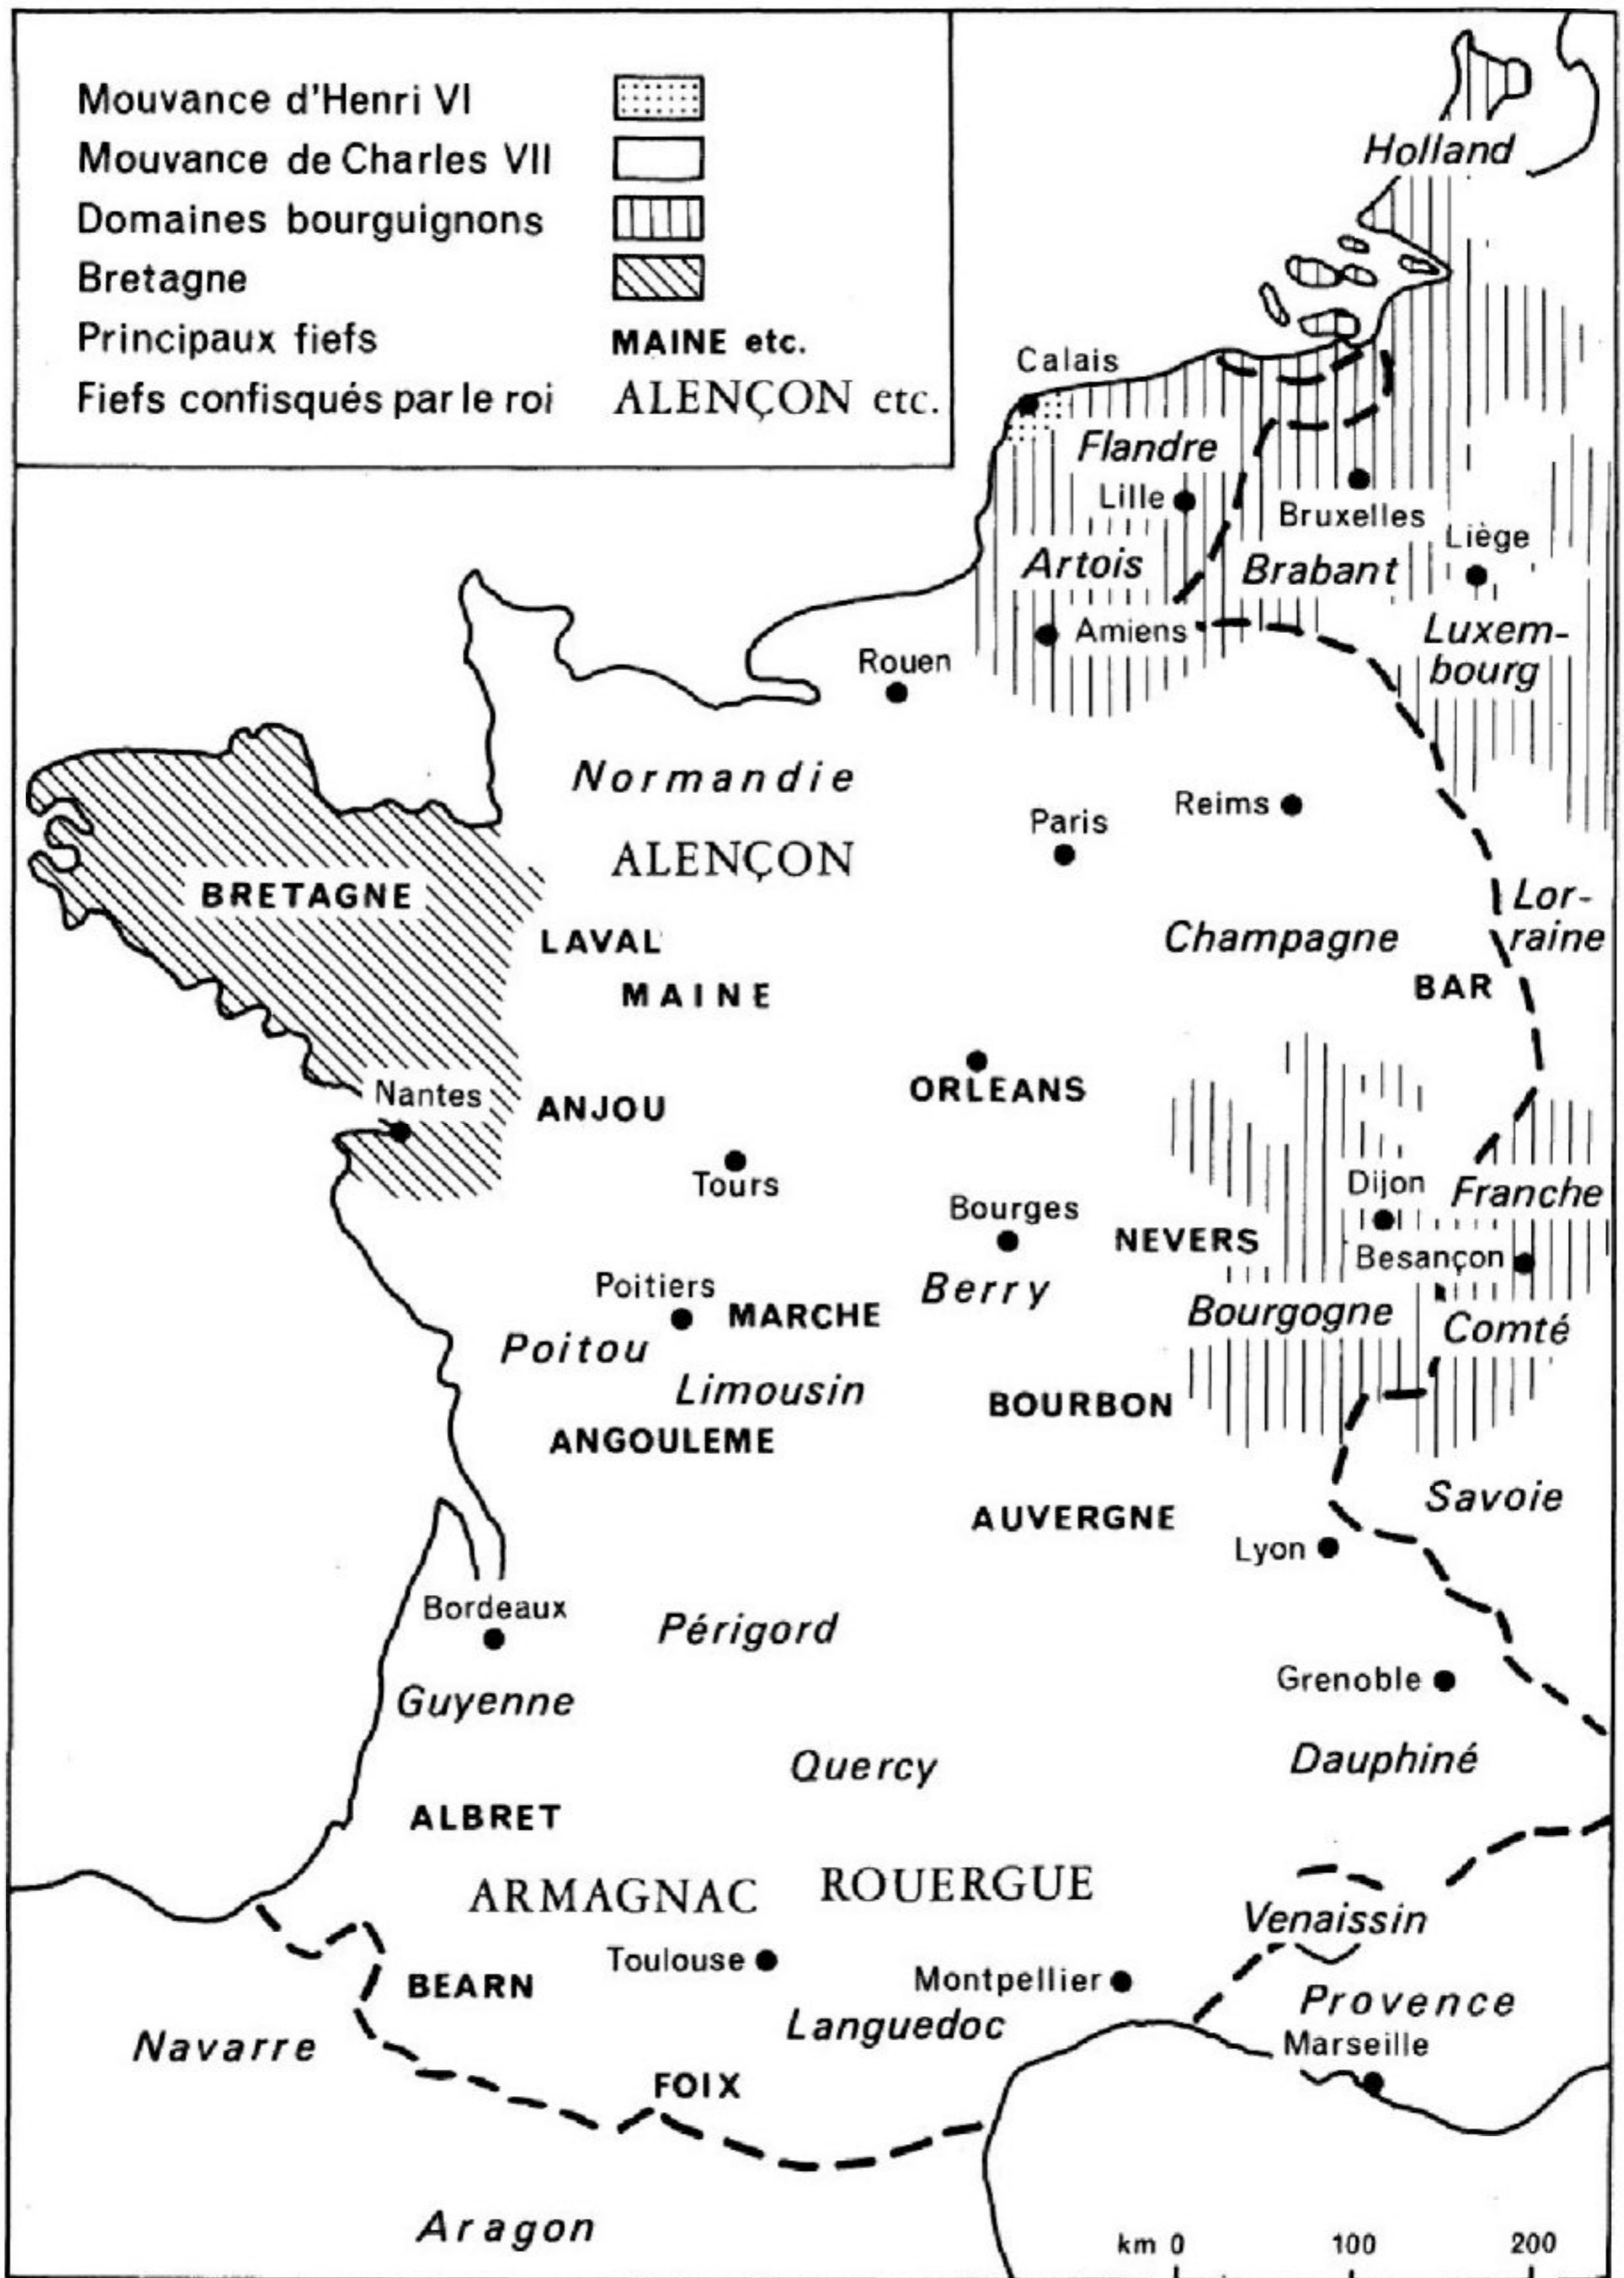 Mouvance d'Henri VI
Mouvance de Charles VII
Domaines bourguignons
Bretagne
Principaux fiefs MAINE etc.
Fiefs confisqués par le roi ALENÇON etc.
Holland
Calais
Flandre
Lille
Bruxelles
Liège
Artois
Brabant
Amiens
Luxem-
bourg
Rouen
Normandie
Reims
Paris
ALENÇON
BRETAGNE
Lor-
raine
LAVAL
Champagne
MAINE
BAR
ORLEANS
Nantes
ANJOU
Tours
Dijon
Franche
Bourges
NEVERS
Besançon
Poitiers
Berry
MARCHE
Bourgogne
Comté
Poitou
Limousin
BOURBON
ANGOULEME
Savoie
AUVERGNE
Lyon
Bordeaux
Périgord
Grenoble
Guyenne
Quercy
Dauphiné
ALBRET
ARMAGNAC
ROUERGUE
Venaissin
Toulouse
Montpellier
BEARN
Provence
Languedoc
Navarre
Marseille
FOIX
Aragon
km 0 100 200